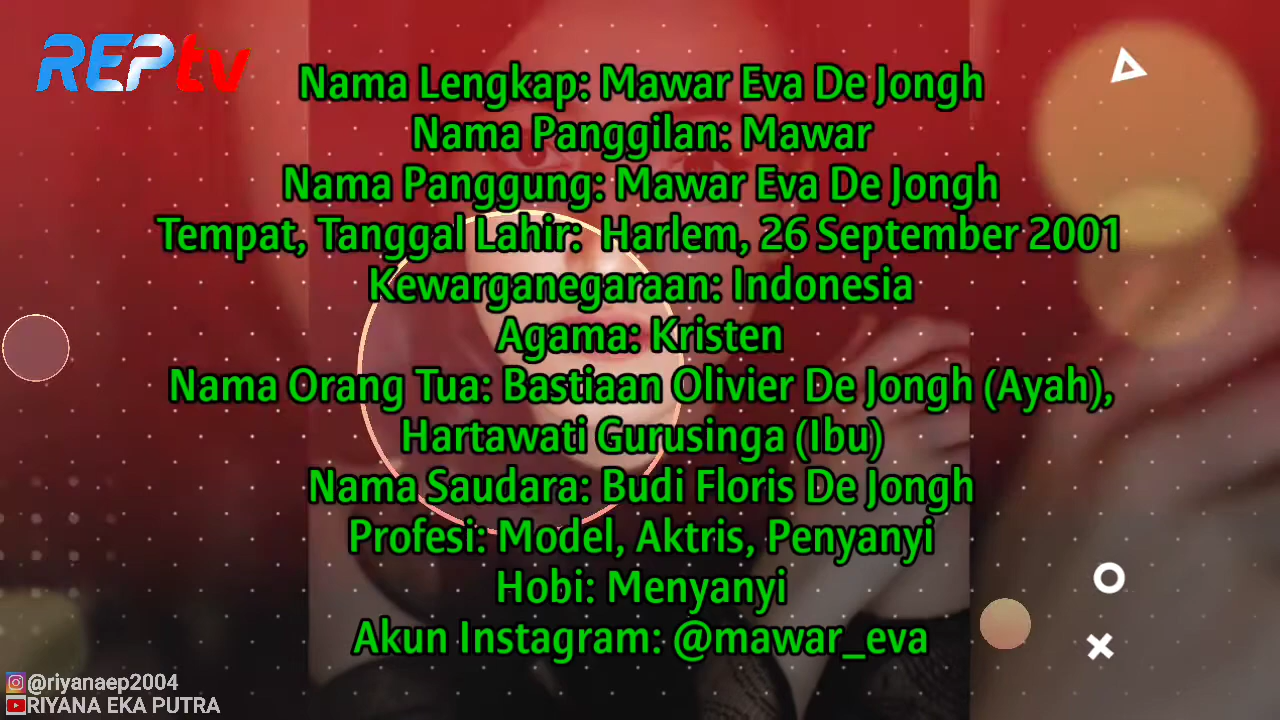 REPtv
Nama Lengkap: Mawar Eva De Jongh
Nama Panggilan: Mawar
Nama Panggung: Mawar Eva De Jongh
Tempat, Tanggal Lahir: Harlem, 26 September 2001
Kewarganegaraan: Indonesia
Agama: Kristen
Nama Orang Tua: Bastiaan Olivier De Jongh (Ayah),
Hartawati Gurusinga (Ibu)
Nama Saudara: Budi Floris De Jongh
Profesi: Model, Aktris, Penyanyi
Hobi: Menyanyi
Akun Instagram: @mawar_eva
@riyanaep2004
RIYANA EKA PUTRA